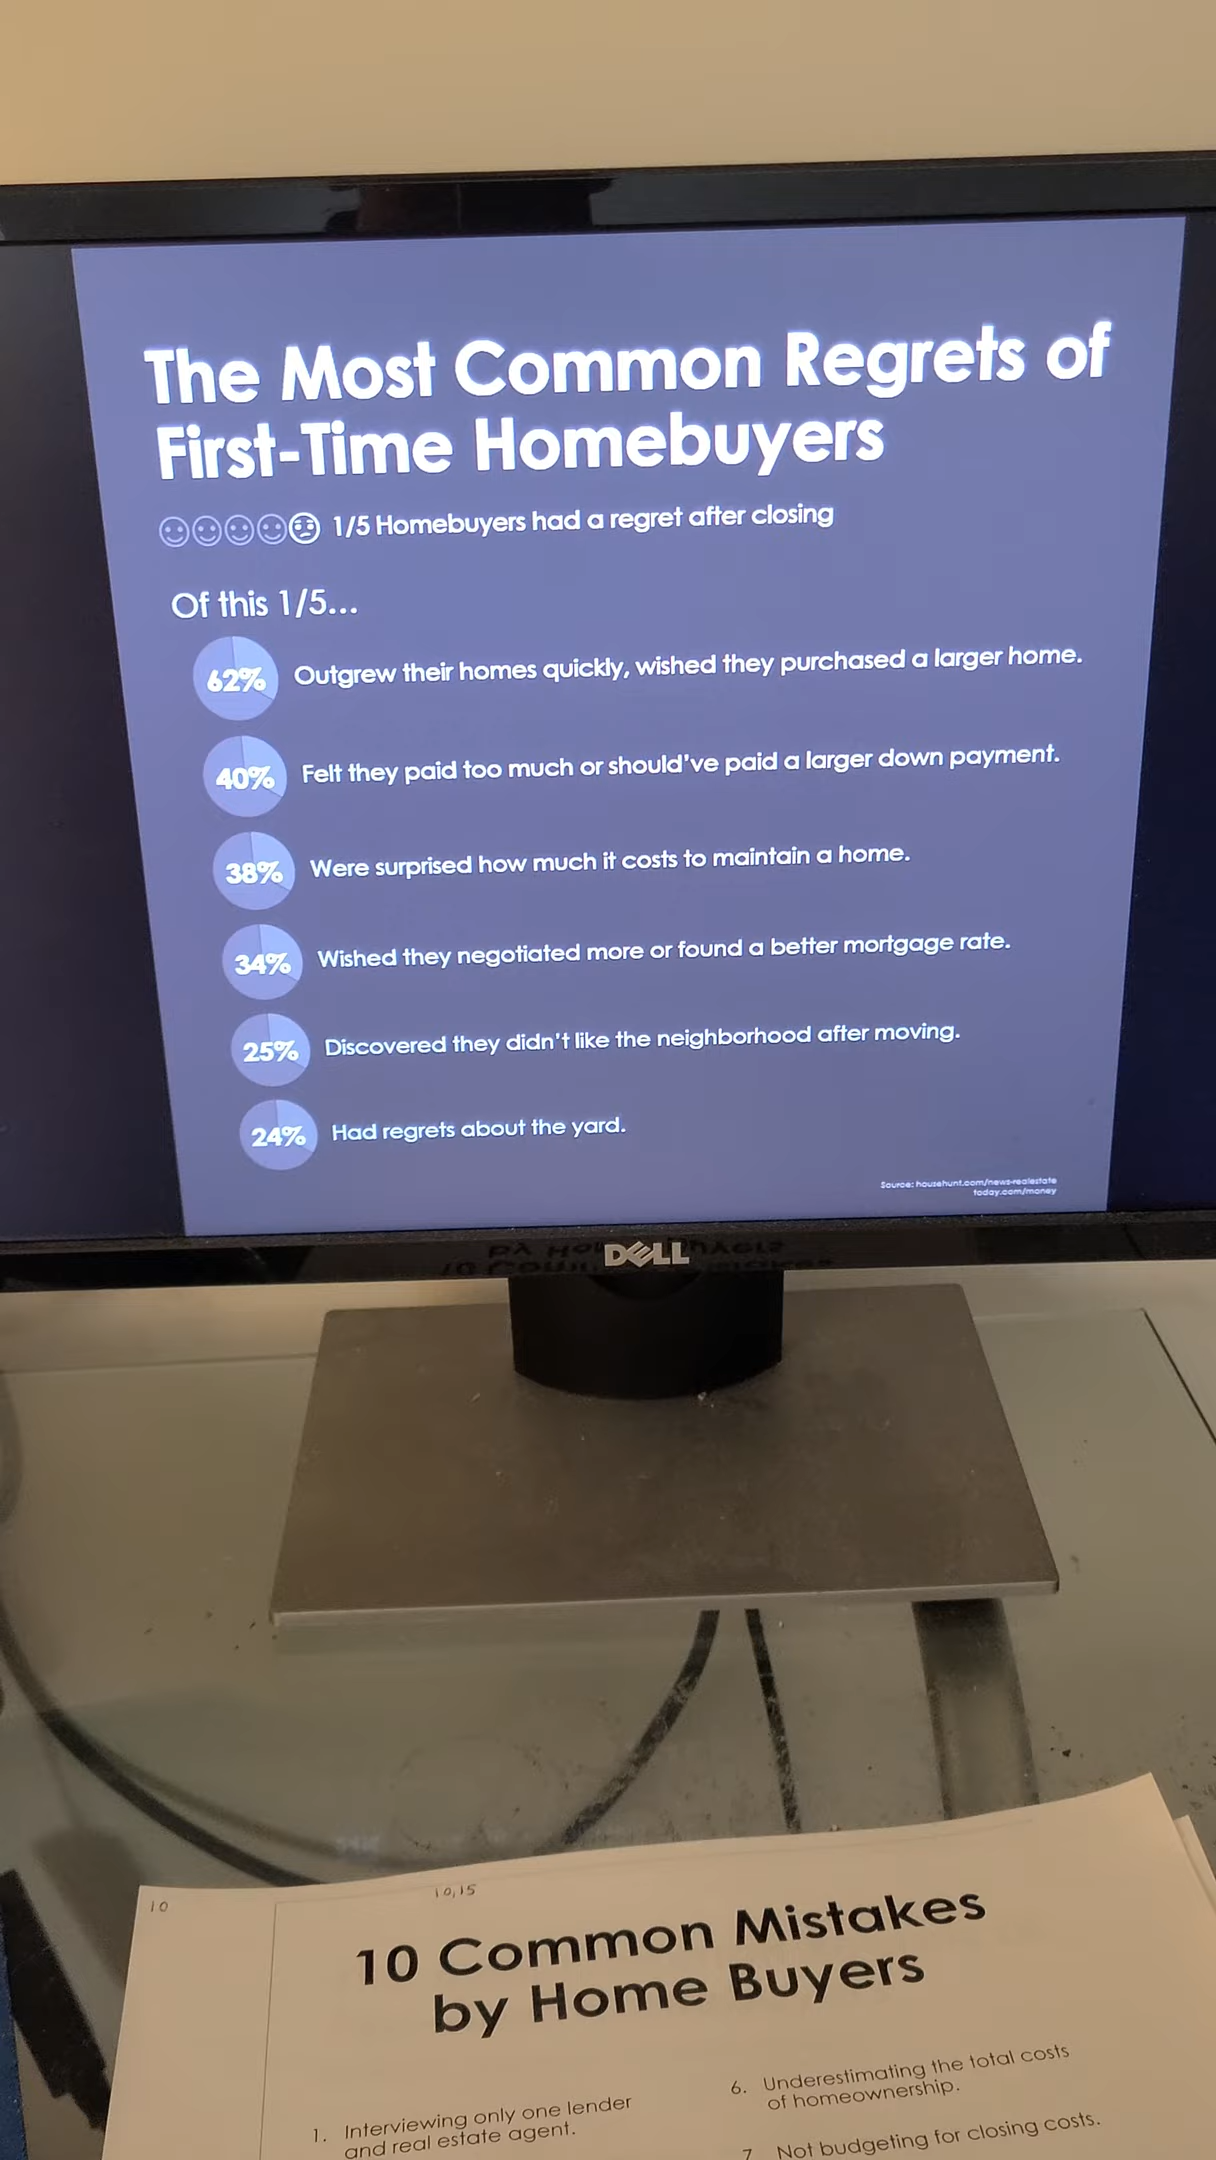 The Most Common Regrets of
First-Time Homebuyers
1/5 Homebuyers had a regret after closing
Of this 1/5...
62% Outgrew their homes quickly, wished they purchased a larger home.
40% Felt they paid too much or should've paid a larger down payment.
38% Were surprised how much it costs to maintain a home.
34% Wished they negotiated more or found a better mortgage rate.
25% Discovered they didn't like the neighborhood after moving.
24% Had regrets about the yard.
Source: househunt.com/news-realestate
today.com/money
DELL
10
10,15
10 Common Mistakes
by Home Buyers
1. Interviewing only one lender
and real estate agent.
6. Underestimating the total costs
of homeownership.
7 Not budgeting for closing costs.